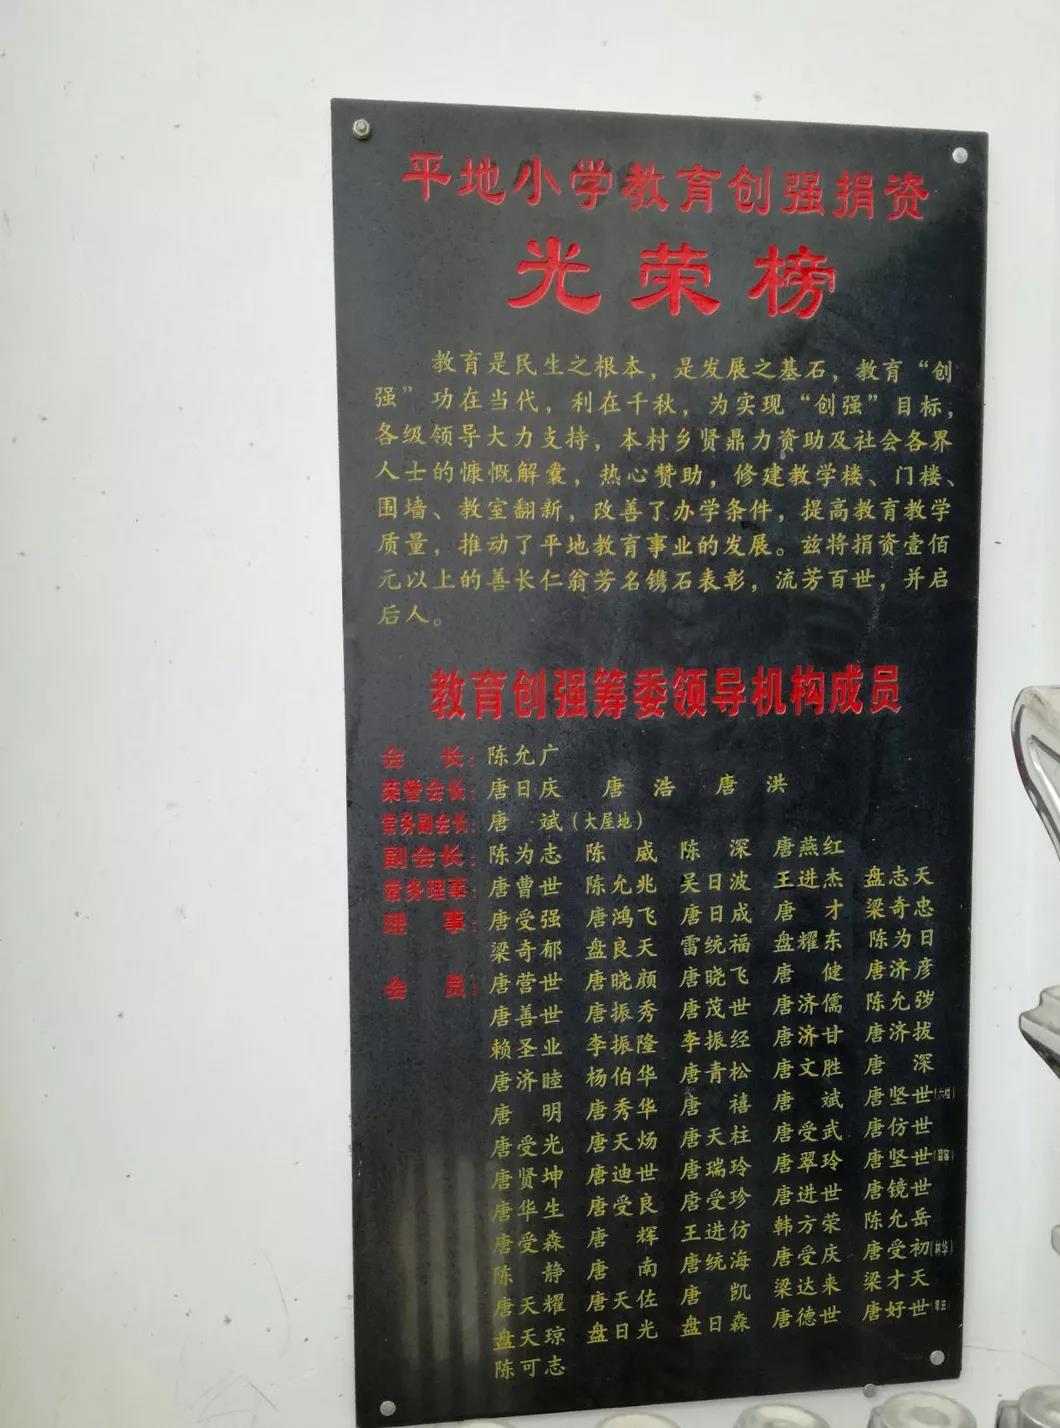 平地小学教育创强捐资
光荣榜
教育是民生之根本，是发展之基石，教育“创
强”功在当代，利在千秋，为实现“创强”目标，
各级领导大力支持，本村乡贤鼎力资助及社会各界
人士的慷慨解囊，热心赞助，修建教学楼、门楼、
围墙、教室翻新，改善了办学条件，提高教育教学
质量，推动了平地教育事业的发展。兹将捐资壹佰
元以上的善长仁翁芳名镌石表彰，流芳百世，并启
后人。
教育创强筹委领导机构成员
会长：陈允广
荣誉会长：唐日庆 唐浩 唐洪
常务副会长：唐斌（大屋地）
副会长：陈为志 陈威 陈深 唐燕红
常务理事：唐曹世 陈允兆 吴日波 王进杰 盘志天
理事：唐受强 唐鸿飞 唐日成 唐才 梁奇忠
梁奇郁 盘良天 雷统福 盘耀东 陈为日
会员：唐营世 唐晓颜 唐晓飞 唐健 唐济彦
唐善世 唐振秀 唐茂世 唐济儒 陈允弢
赖圣业 李振隆 李振经 唐济甘 唐济拔
唐济睦 杨伯华 唐青松 唐文胜 唐深
唐明 唐秀华 唐禧 唐斌 唐坚世
唐受光 唐天炀 唐天柱 唐受武 唐仿世
唐贤坤 唐迪世 唐瑞玲 唐翠玲 唐坚世
唐华生 唐受良 唐受珍 唐进世 唐镜世
唐受森 唐辉 王进仿 韩方荣 陈允岳
陈静 唐南 唐统海 唐受庆 唐受初
唐天耀 唐天佐 唐凯 梁达来 梁才天
盘天琼 盘日光 盘日森 唐德世 唐好世
陈可志